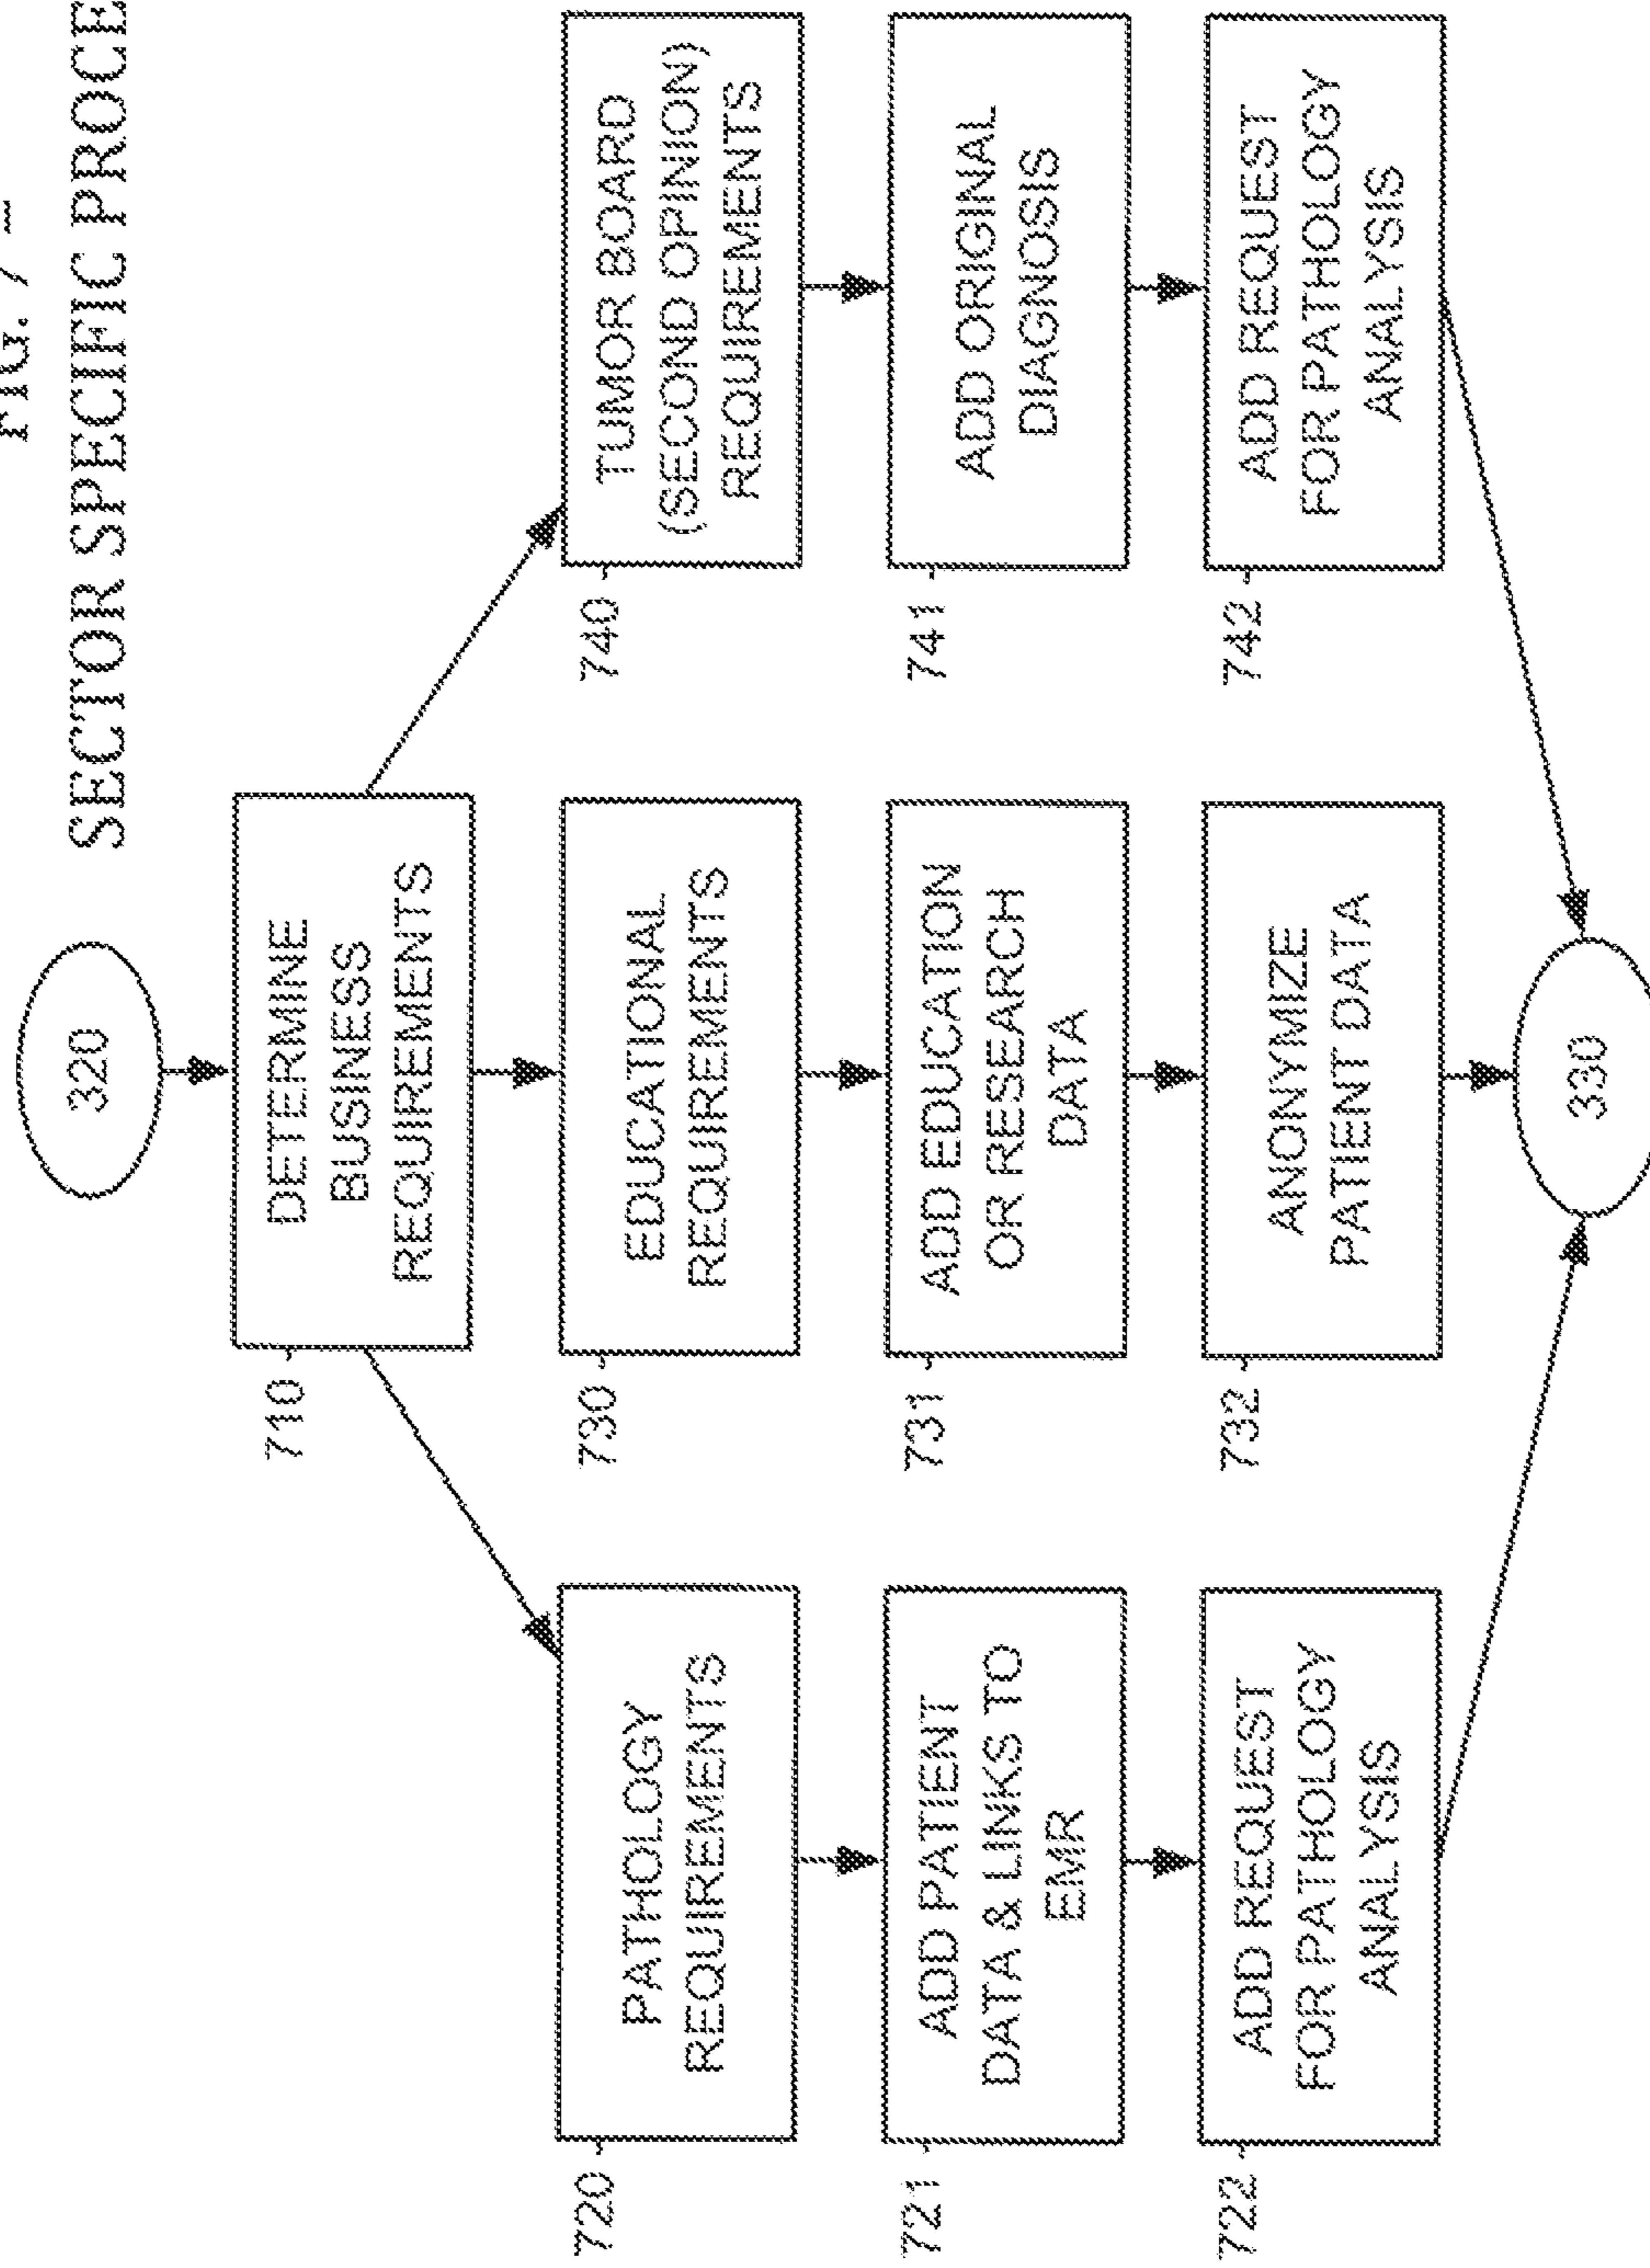 FIG. 7 –
SECTOR SPECIFIC
320
710
DETERMINE
BUSINESS
REQUIREMENTS
720
PATHOLOGY
REQUIREMENTS
730
EDUCATIONAL
REQUIREMENTS
740
TUMOR BOARD
(SECOND OPINION)
REQUIREMENTS
721
ADD PATIENT
DATA & LINKS TO
EMR
731
ADD EDUCATION
OR RESEARCH
DATA
741
ADD ORIGINAL
DIAGNOSIS
722
ADD REQUEST
FOR PATHOLOGY
ANALYSIS
732
ANONYMIZE
PATIENT DATA
742
ADD REQUEST
FOR PATHOLOGY
ANALYSIS
330